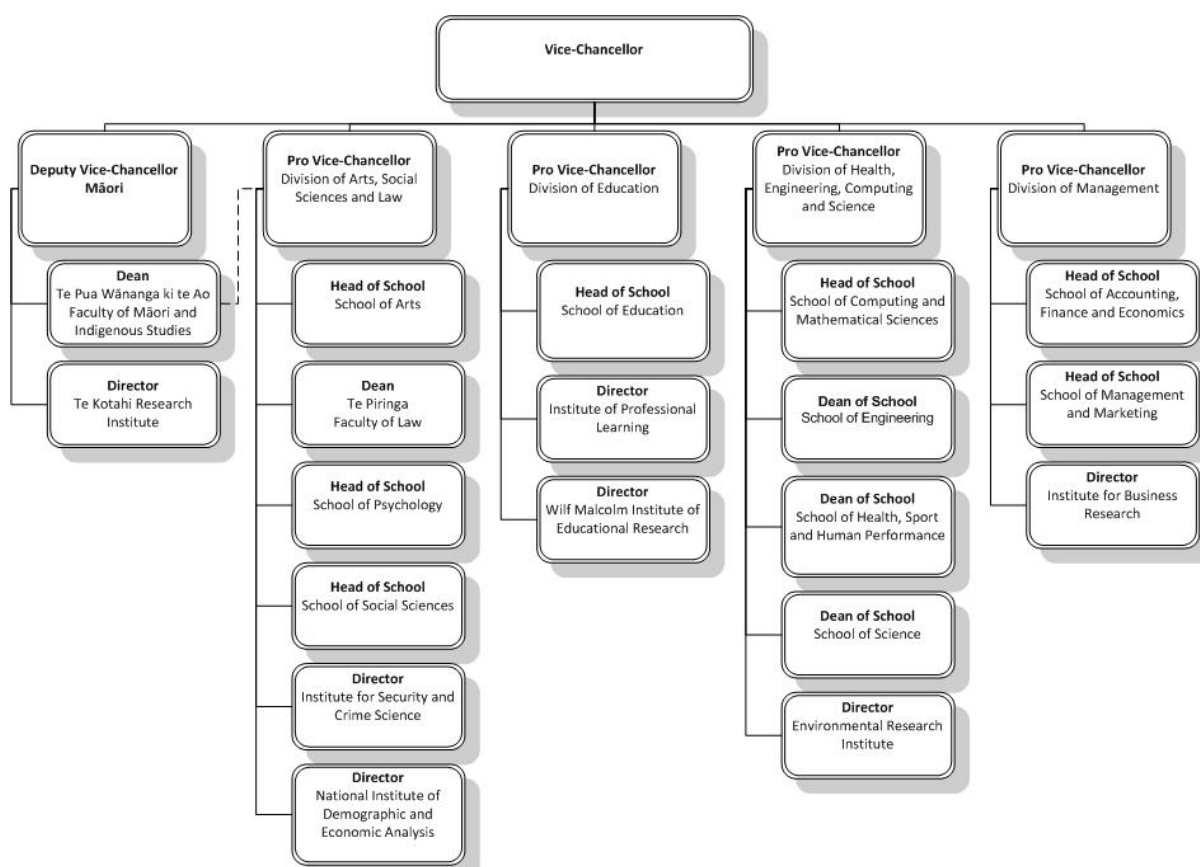 Vice-Chancellor
Deputy Vice-Chancellor
Māori
Dean
Te Pua Wānanga ki te Ao
Faculty of Māori and
Indigenous Studies
Director
Te Kotahi Research
Institute
Pro Vice-Chancellor
Division of Arts, Social
Sciences and Law
Head of School
School of Arts
Dean
Te Piringa
Faculty of Law
Head of School
School of Psychology
Head of School
School of Social Sciences
Director
Institute for Security and
Crime Science
Director
National Institute of
Demographic and
Economic Analysis
Pro Vice-Chancellor
Division of Education
Head of School
School of Education
Director
Institute of Professional
Learning
Director
Wilf Malcolm Institute of
Educational Research
Pro Vice-Chancellor
Division of Health,
Engineering, Computing
and Science
Head of School
School of Computing and
Mathematical Sciences
Dean of School
School of Engineering
Dean of School
School of Health, Sport
and Human Performance
Dean of School
School of Science
Director
Environmental Research
Institute
Pro Vice-Chancellor
Division of Management
Head of School
School of Accounting,
Finance and Economics
Head of School
School of Management
and Marketing
Director
Institute for Business
Research